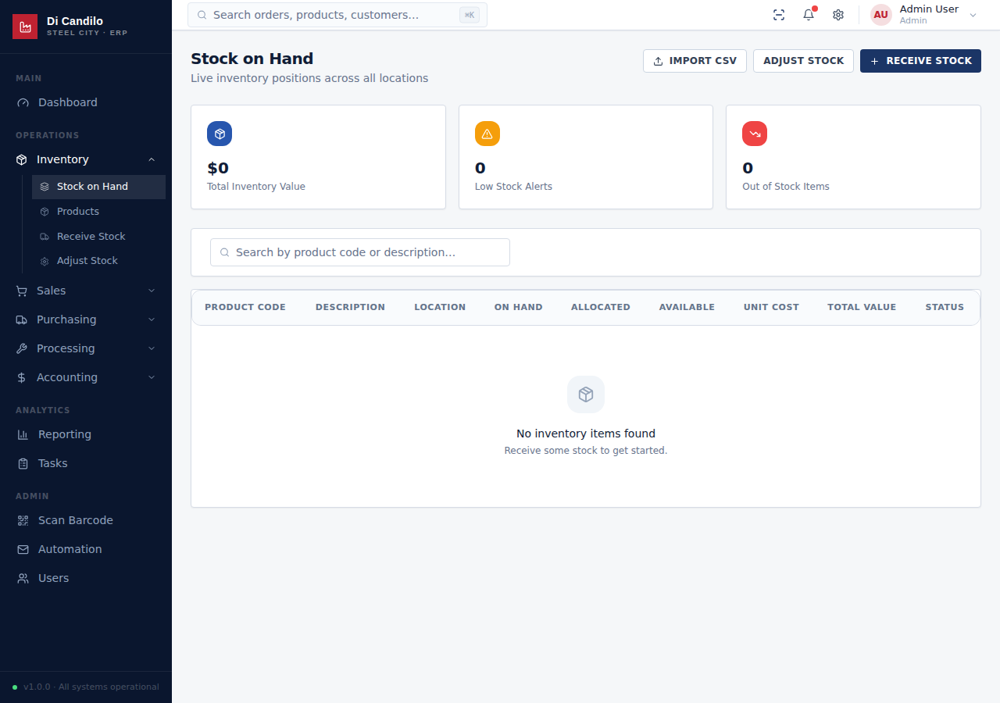 Di Candilo
STEEL CITY · ERP
MAIN
Dashboard
OPERATIONS
Inventory
Stock on Hand
Products
Receive Stock
Adjust Stock
Sales
Purchasing
Processing
Accounting
ANALYTICS
Reporting
Tasks
ADMIN
Scan Barcode
Automation
Users
v1.0.0 · All systems operational
Search orders, products, customers… ⌘K
AU
Admin User
Admin
Stock on Hand
Live inventory positions across all locations
IMPORT CSV
ADJUST STOCK
RECEIVE STOCK
$0
Total Inventory Value
0
Low Stock Alerts
0
Out of Stock Items
Search by product code or description…
PRODUCT CODE DESCRIPTION LOCATION ON HAND ALLOCATED AVAILABLE UNIT COST TOTAL VALUE STATUS
No inventory items found
Receive some stock to get started.